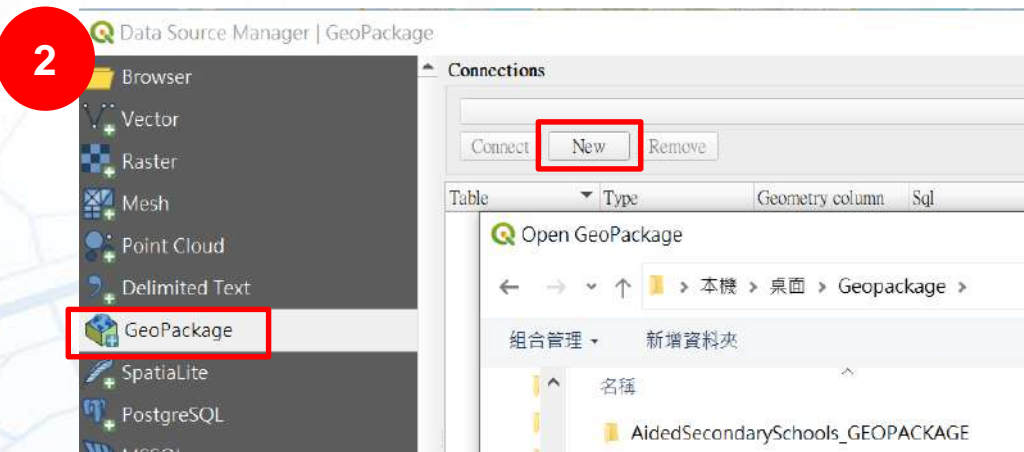 2
Data Source Manager | GeoPackage
Browser
Vector
Raster
Mesh
Point Cloud
Delimited Text
GeoPackage
SpatiaLite
PostgreSQL
Connections
Connect New Remove
Table Type Geometry column Sql
Open GeoPackage
本機 > 桌面 > Geopackage >
組合管理 新增資料夾
名稱
AidedSecondarySchools_GEOPACKAGE